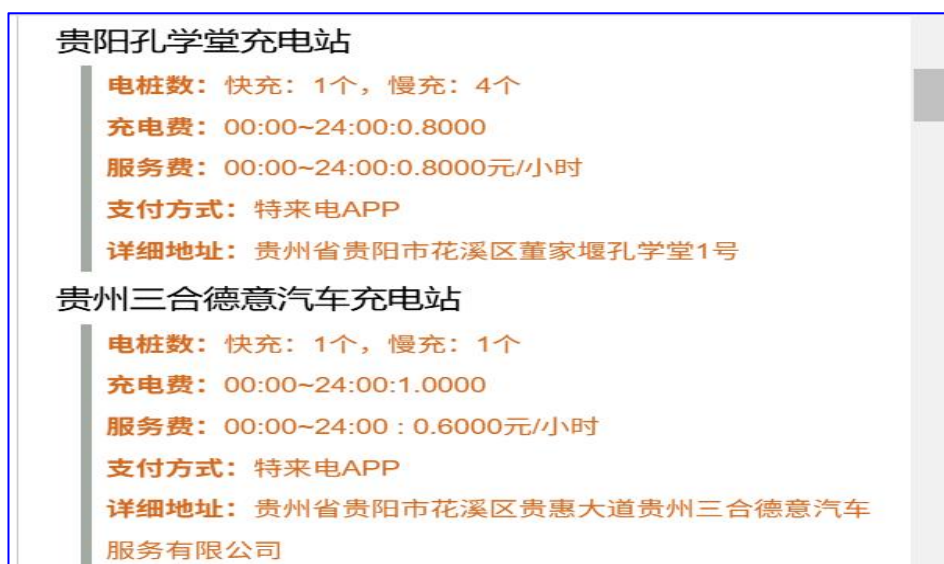 贵阳孔学堂充电站
电桩数：快充：1个，慢充：4个
充电费：00:00~24:00:0.8000
服务费：00:00~24:00:0.8000元/小时
支付方式：特来电APP
详细地址：贵州省贵阳市花溪区董家堰孔学堂1号
贵州三合德意汽车充电站
电桩数：快充：1个，慢充：1个
充电费：00:00~24:00:1.0000
服务费：00:00~24:00 : 0.6000元/小时
支付方式：特来电APP
详细地址：贵州省贵阳市花溪区贵惠大道贵州三合德意汽车
服务有限公司